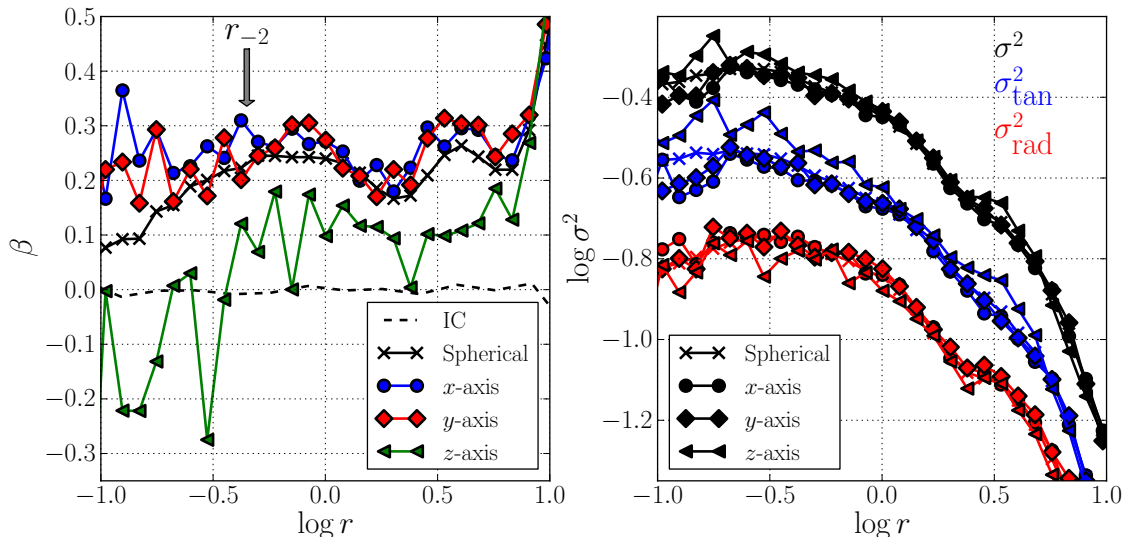 0.5
0.4
0.3
0.2
0.1
0.0
−0.1
−0.2
−0.3
β
r₋₂
IC
Spherical
x-axis
y-axis
z-axis
−1.0 −0.5 0.0 0.5 1.0
log r
−0.4
−0.6
−0.8
−1.0
−1.2
log σ²
σ²
σ²tan
σ²rad
Spherical
x-axis
y-axis
z-axis
−1.0 −0.5 0.0 0.5 1.0
log r